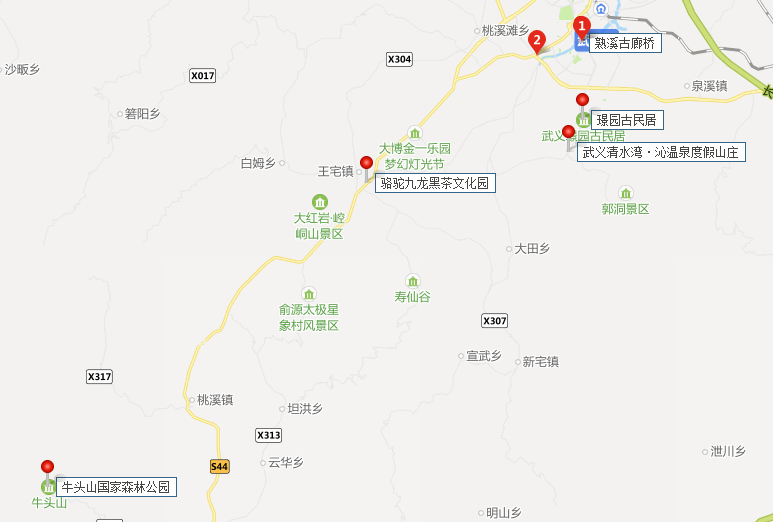 1
2
熟溪古廊桥
桃溪滩乡
X304
沙畈乡
X017
泉溪镇
箬阳乡
璟园古民居
武义璟园古民居
大博金一乐园
梦幻灯光节
武义清水湾·沁温泉度假山庄
白姆乡
王宅镇
骆驼九龙黑茶文化园
郭洞景区
大红岩·崆
峒山景区
大田乡
寿仙谷
俞源太极星
象村风景区
X307
宣武乡
新宅镇
X317
桃溪镇
坦洪乡
X313
泄川乡
云华乡
S44
牛头山国家森林公园
牛头山
明山乡